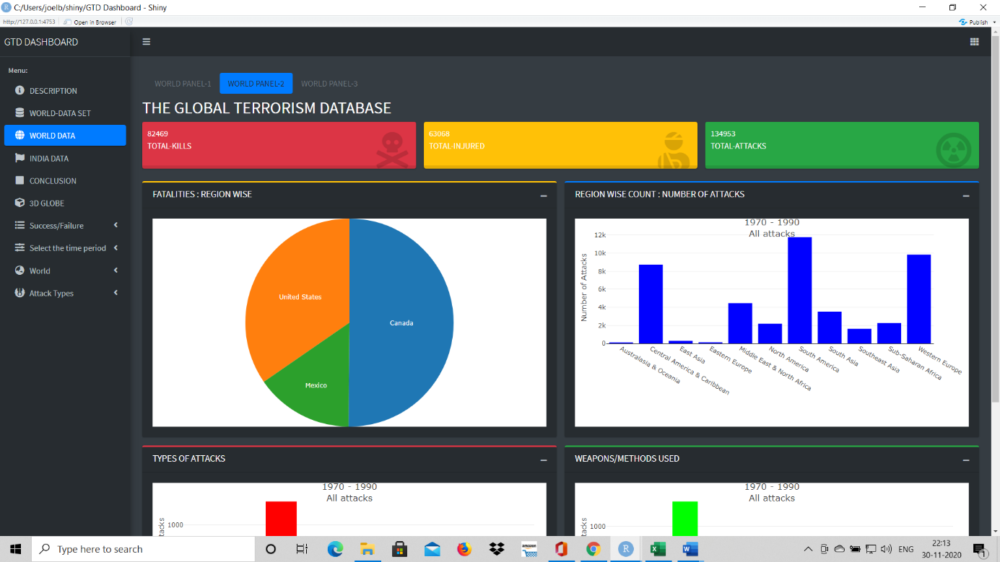 C:/Users/joelb/shiny/GTD Dashboard - Shiny
http://127.0.0.1:4753
Open in Browser
Publish
GTD DASHBOARD
Menu:
DESCRIPTION
WORLD-DATA SET
WORLD DATA
INDIA DATA
CONCLUSION
3D GLOBE
Success/Failure
Select the time period
World
Attack Types
WORLD PANEL-1
WORLD PANEL-2
WORLD PANEL-3
THE GLOBAL TERRORISM DATABASE
82469
TOTAL-KILLS
63068
TOTAL-INJURED
134953
TOTAL-ATTACKS
FATALITIES : REGION WISE
United States
Canada
Mexico
REGION WISE COUNT : NUMBER OF ATTACKS
1970 - 1990
All attacks
12k
10k
8k
6k
4k
2k
0
Number of Attacks
Australasia & Oceania
Central America & Caribbean
East Asia
Eastern Europe
Middle East & North Africa
North America
South America
South Asia
Southeast Asia
Sub-Saharan Africa
Western Europe
TYPES OF ATTACKS
1970 - 1990
All attacks
1000
tacks
WEAPONS/METHODS USED
1970 - 1990
All attacks
1000
tacks
Type here to search
amazon
R
ENG
22:13
30-11-2020
1